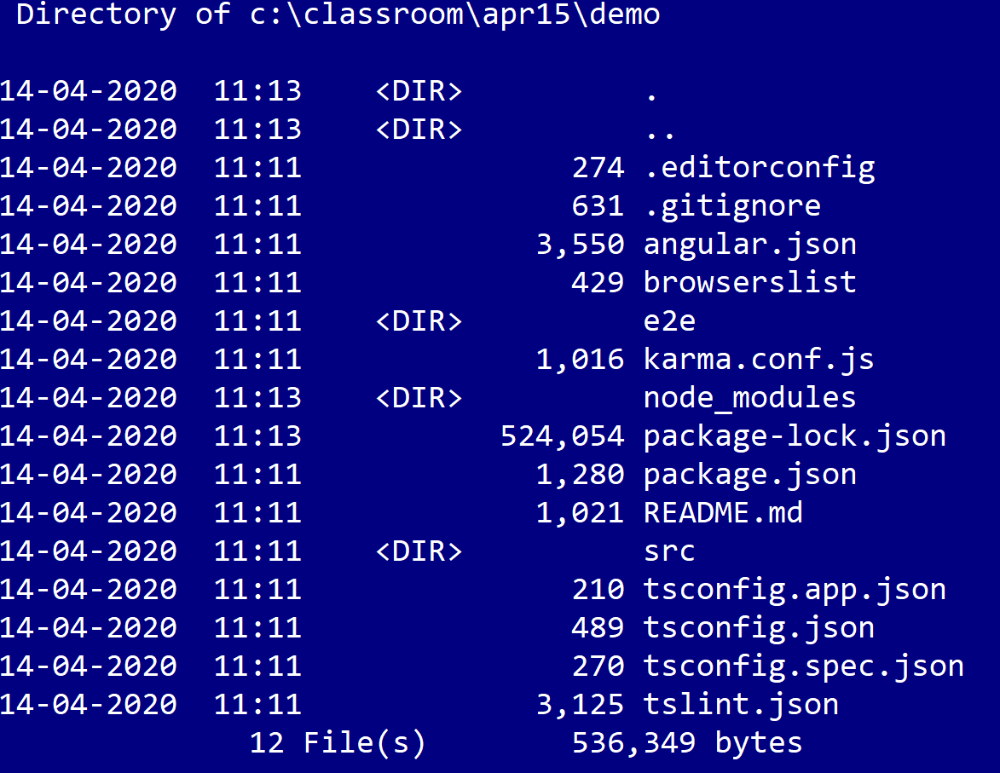 Directory of c:\classroom\apr15\demo
14-04-2020  11:13    <DIR>          .
14-04-2020  11:13    <DIR>          ..
14-04-2020  11:11               274 .editorconfig
14-04-2020  11:11               631 .gitignore
14-04-2020  11:11             3,550 angular.json
14-04-2020  11:11               429 browserslist
14-04-2020  11:11    <DIR>          e2e
14-04-2020  11:11             1,016 karma.conf.js
14-04-2020  11:13    <DIR>          node_modules
14-04-2020  11:13           524,054 package-lock.json
14-04-2020  11:11             1,280 package.json
14-04-2020  11:11             1,021 README.md
14-04-2020  11:11    <DIR>          src
14-04-2020  11:11               210 tsconfig.app.json
14-04-2020  11:11               489 tsconfig.json
14-04-2020  11:11               270 tsconfig.spec.json
14-04-2020  11:11             3,125 tslint.json
12 File(s)        536,349 bytes